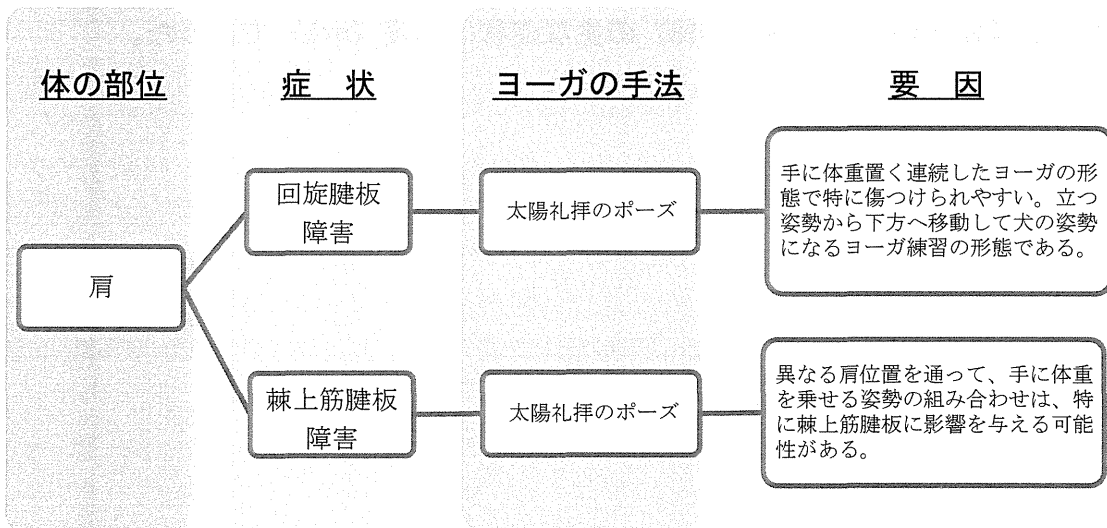 体の部位
症　状
ヨーガの手法
要　因
肩
回旋腱板
障害
太陽礼拝のポーズ
手に体重置く連続したヨーガの形
態で特に傷つけられやすい。立つ
姿勢から下方へ移動して犬の姿勢
になるヨーガ練習の形態である。
棘上筋腱板
障害
太陽礼拝のポーズ
異なる肩位置を通って、手に体重
を乗せる姿勢の組み合わせは、特
に棘上筋腱板に影響を与える可能
性がある。